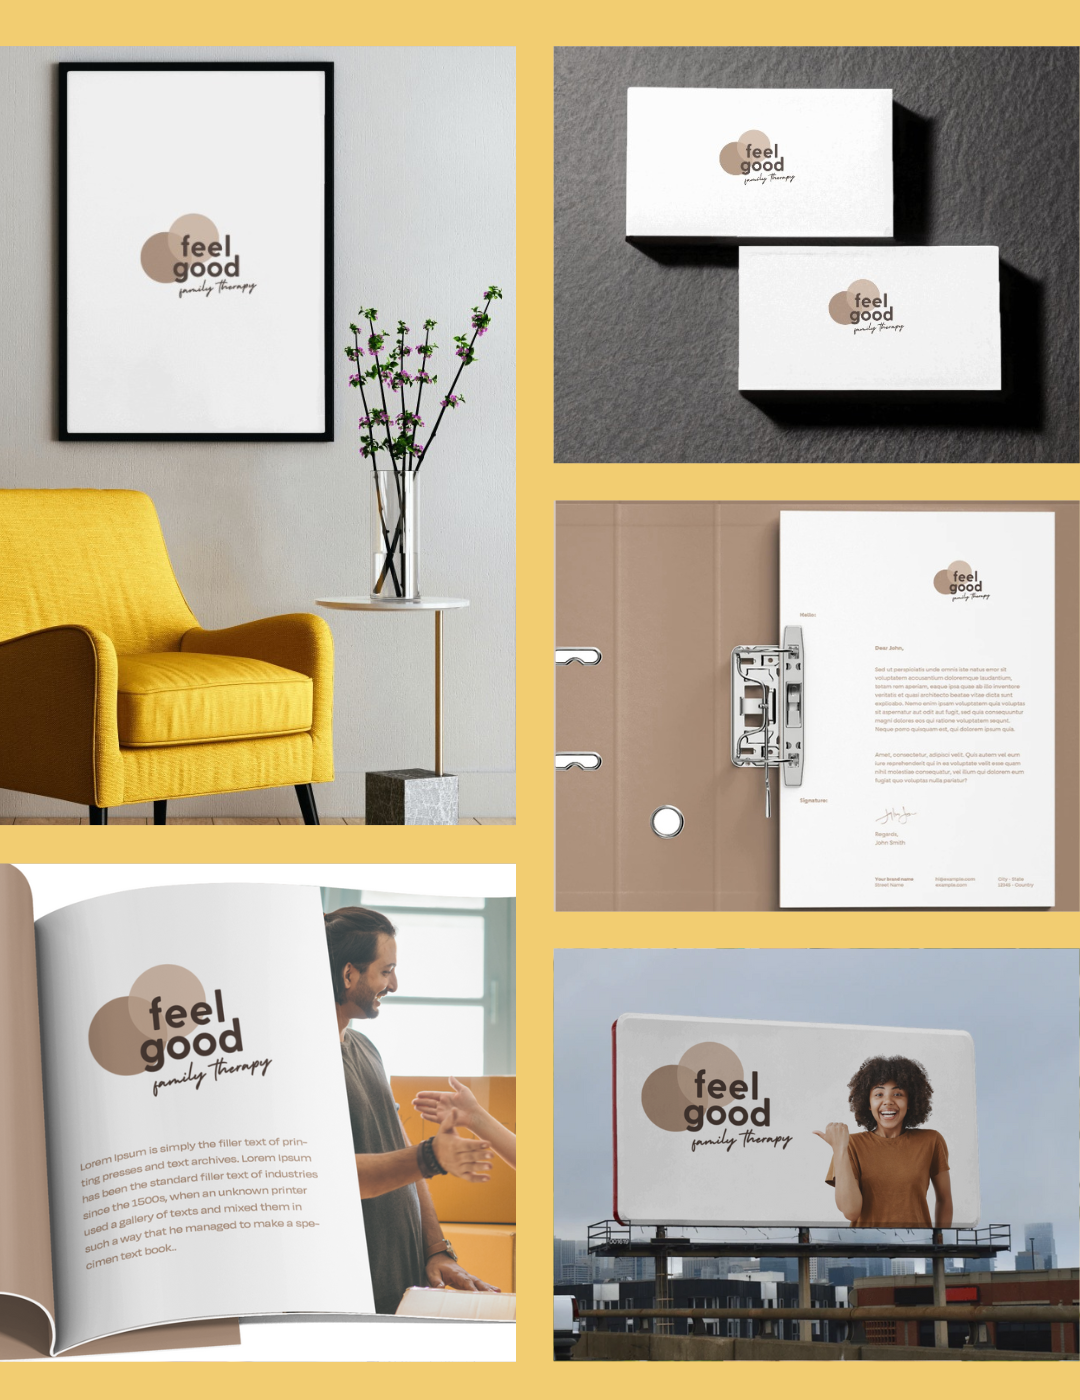 feel
good
family therapy
feel
good
family therapy
feel
good
family therapy
feel
good
family therapy
Hello:
Dear John,
Sed ut perspiciatis unde omnis iste natus error sit
voluptatem accusantium doloremque laudantium,
totam rem aperiam, eaque ipsa quae ab illo inventore
veritatis et quasi architecto beatae vitae dicta sunt
explicabo. Nemo enim ipsam voluptatem quia voluptas
sit aspernatur aut odit aut fugit, sed quia consequuntur
magni dolores eos qui ratione voluptatem sequnt.
Neque porro quisquam est, qui dolorem ipsum quia.
Amet, consectetur, adipisci velit. Quis autem vel eum
iure reprehenderit qui in ea voluptate velit esse quam
nihil molestiae consequatur, vel illum qui dolorem eum
fugiat quo voluptas nulla pariatur?
Signature:
Regards,
John Smith
Your brand name
Street Name
example.com
City - State
Country
feel
good
family therapy
Lorem Ipsum is simply the filler text of prin-
ting presses and text archives. Lorem Ipsum
has been the standard filler text of industries
since the 1500s, when an unknown printer
used a gallery of texts and mixed them in
such a way that he managed to make a spe-
cimen text book..
feel
good
family therapy